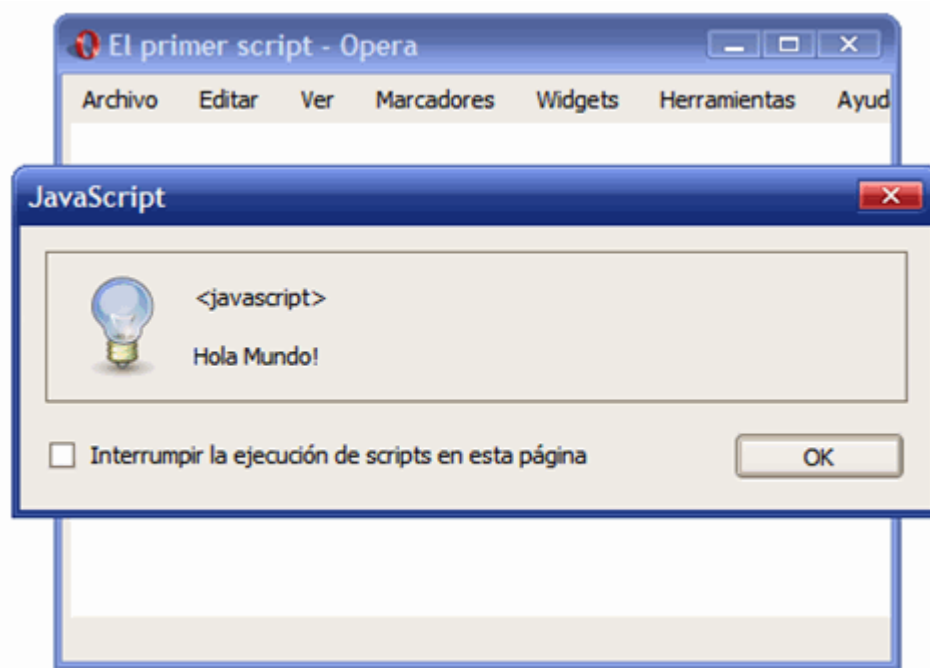 El primer script - Opera
Archivo Editar Ver Marcadores Widgets Herramientas Ayud
JavaScript
<javascript>
Hola Mundo!
Interrumpir la ejecución de scripts en esta página
OK